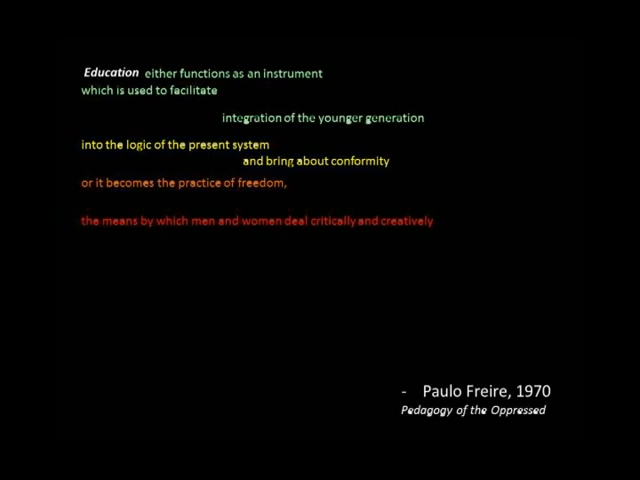 Education either functions as an instrument
which is used to facilitate
integration of the younger generation
into the logic of the present system
and bring about conformity
or it becomes the practice of freedom,
the means by which men and women deal critically and creatively
- Paulo Freire, 1970
Pedagogy of the Oppressed